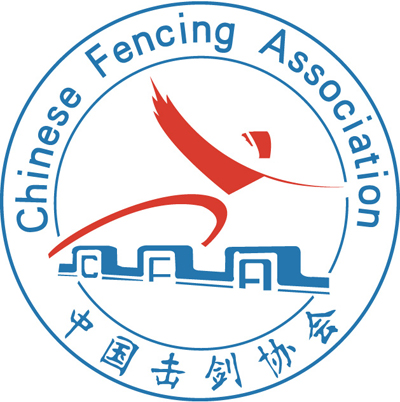 Chinese Fencing Association
CFA
中国击剑协会